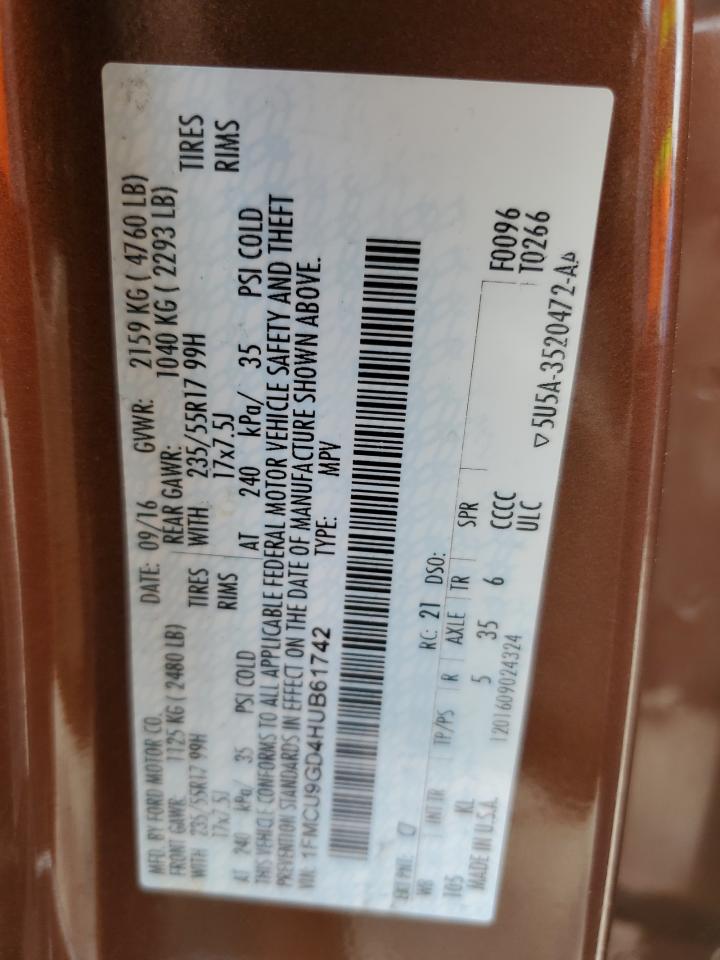 MFD. BY FORD MOTOR CO. DATE: 09/16 GVWR: 2159 KG ( 4760 LB)
FRONT GAWR: 1125 KG ( 2480 LB) REAR GAWR: 1040 KG ( 2293 LB)
WITH 235/55R17 99H TIRES WITH 235/55R17 99H TIRES
17x7.5J RIMS 17x7.5J RIMS
AT 240 kPa/ 35 PSI COLD AT 240 kPa/ 35 PSI COLD
THIS VEHICLE CONFORMS TO ALL APPLICABLE FEDERAL MOTOR VEHICLE SAFETY AND THEFT
PREVENTION STANDARDS IN EFFECT ON THE DATE OF MANUFACTURE SHOWN ABOVE.
VIN: 1FMCU9GD4HUB61742 TYPE: MPV
EXT PNT: RC: 21 DSO: F0096
WB INT TR TP/PS R AXLE TR SPR T0266
105 KL 5 35 6 CCCC
MADE IN U.S.A. 1201609024324 ULC
▽5U5A-3520472-AA